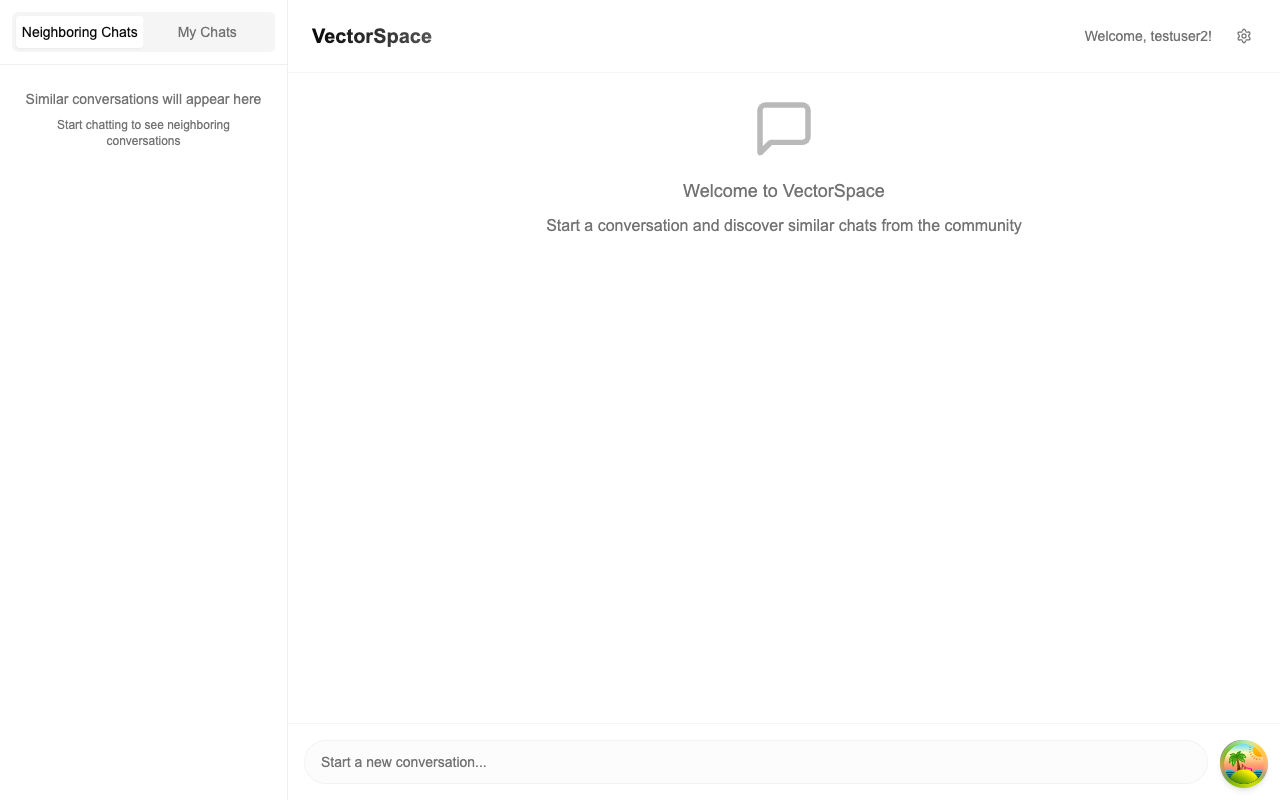 Neighboring Chats
My Chats
Similar conversations will appear here
Start chatting to see neighboring
conversations
VectorSpace
Welcome, testuser2!
Welcome to VectorSpace
Start a conversation and discover similar chats from the community
Start a new conversation...